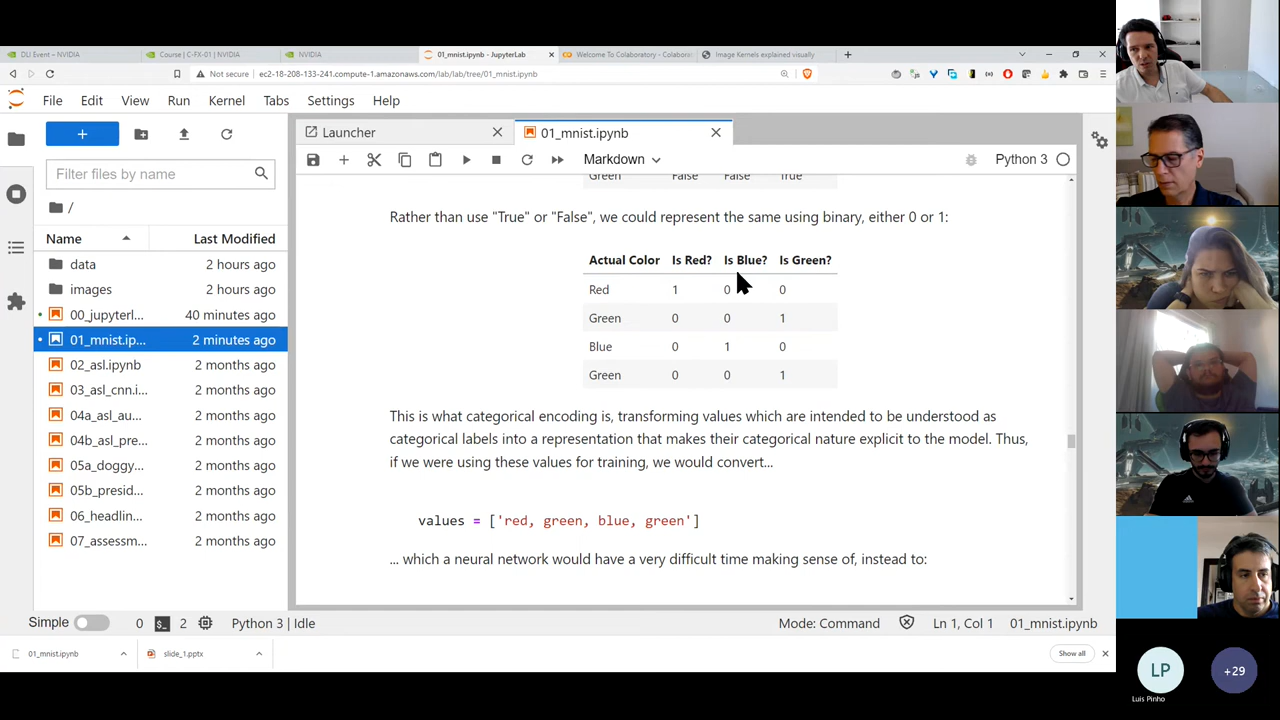 DLI Event – NVIDIA
Course | C-FX-01 | NVIDIA
NVIDIA
01_mnist.ipynb - JupyterLab
Welcome To Colaboratory - Colabora
Image Kernels explained visually
Not secure
ec2-18-208-133-241.compute-1.amazonaws.com/lab/lab/tree/01_mnist.ipynb
File Edit View Run Kernel Tabs Settings Help
Launcher
01_mnist.ipynb
Markdown
Python 3
Filter files by name
/
Name Last Modified
data 2 hours ago
images 2 hours ago
00_jupyterl... 40 minutes ago
01_mnist.ip... 2 minutes ago
02_asl.ipynb 2 months ago
03_asl_cnn.i... 2 months ago
04a_asl_au... 2 months ago
04b_asl_pre... 2 months ago
05a_doggy... 2 months ago
05b_presid... 2 months ago
06_headlin... 2 months ago
07_assessm... 2 months ago
Green False False True
Rather than use "True" or "False", we could represent the same using binary, either 0 or 1:
Actual Color Is Red? Is Blue? Is Green?
Red 1 0 0
Green 0 0 1
Blue 0 1 0
Green 0 0 1
This is what categorical encoding is, transforming values which are intended to be understood as
categorical labels into a representation that makes their categorical nature explicit to the model. Thus,
if we were using these values for training, we would convert...
values = ['red, green, blue, green']
... which a neural network would have a very difficult time making sense of, instead to:
Simple 0 $_ 2 Python 3 | Idle
Mode: Command Ln 1, Col 1 01_mnist.ipynb
01_mnist.ipynb
slide_1.pptx
Show all
LP
Luis Pinho
+29